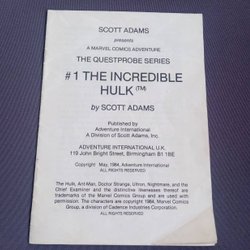 SCOTT ADAMS
presents
A MARVEL COMICS ADVENTURE
THE QUESTPROBE SERIES
#1 THE INCREDIBLE
HULK (TM)
by SCOTT ADAMS
Published by
Adventure International
A Division of Scott Adams, Inc.
ADVENTURE INTERNATIONAL U.K.
119 John Bright Street, Birmingham B1 1BE
Copyright May, 1984, Adventure International
ALL RIGHTS RESERVED
The Hulk, Ant-Man, Doctor Strange, Ultron, Nightmare, and the
Chief Examiner and the distinctive likenesses thereof are
trademarks of the Marvel Comics Group and are used with
permission. The characters are copyright 1984, Marvel Comics
Group, a division of Cadence Industries Corporation.
ALL RIGHTS RESERVED